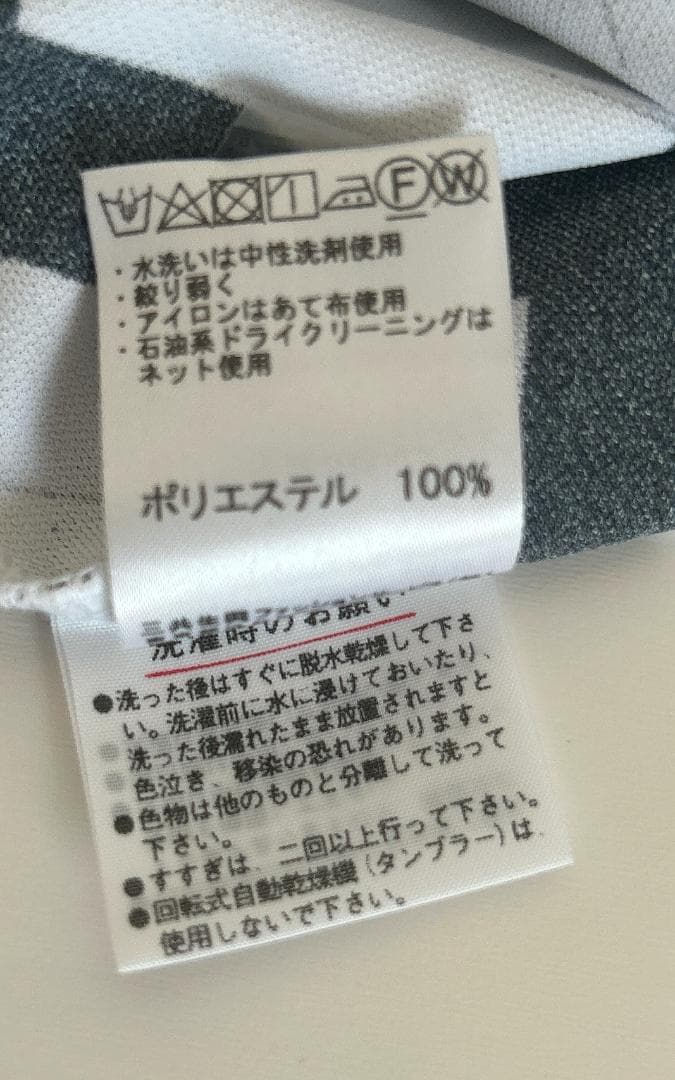 F W
・水洗いは中性洗剤使用
・絞り弱く
・アイロンはあて布使用
・石油系ドライクリーニングは
ネット使用
ポリエステル 100%
洗濯時のお願い
●洗った後はすぐに脱水乾燥して下さ
い。洗濯前に水に浸けておいたり、
洗った後濡れたまま放置されますと
色泣き、移染の恐れがあります。
●色物は他のものと分離して洗って
下さい。
●すすぎは、二回以上行って下さい。
●回転式自動乾燥機(タンブラー)は
使用しないで下さい。